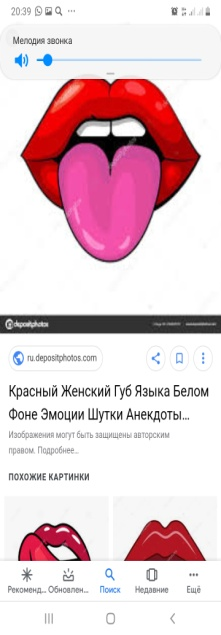 20:39
Мелодия звонка
depositphotos
ru.depositphotos.com
Красный Женский Губ Языка Белом
Фоне Эмоции Шутки Анекдоты...
Изображения могут быть защищены авторским
правом. Подробнее…
ПОХОЖИЕ КАРТИНКИ
Рекоменд... Обновлен... Поиск Недавние Ещё